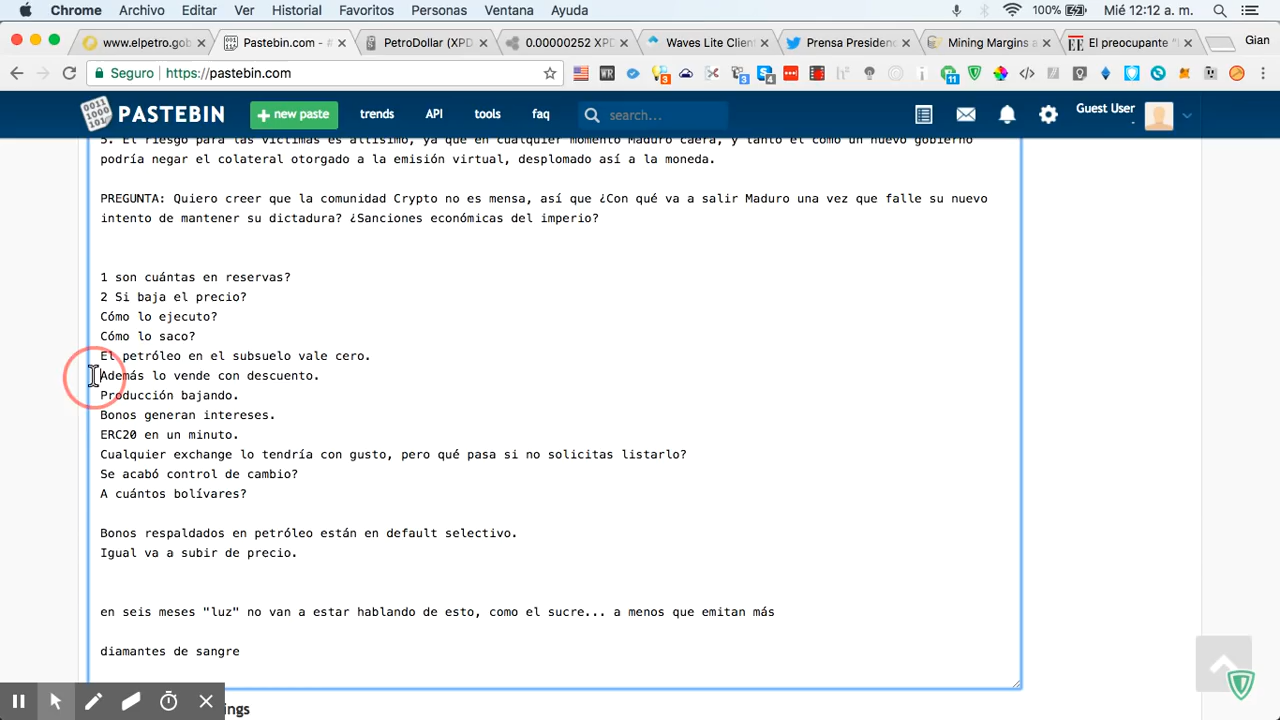 Chrome Archivo Editar Ver Historial Favoritos Personas Ventana Ayuda 100% Mié 12:12 a. m.
www.elpetro.gob Pastebin.com - # PetroDollar (XPD 0.00000252 XPD Waves Lite Client Prensa Presidenc Mining Margins a El preocupante " Gian
Seguro https://pastebin.com
PASTEBIN new paste trends API tools faq search... Guest User
5. El riesgo para las víctimas es altísimo, ya que en cualquier momento Maduro caerá, y tanto él como un nuevo gobierno
podría negar el colateral otorgado a la emisión virtual, desplomado así a la moneda.
PREGUNTA: Quiero creer que la comunidad Crypto no es mensa, así que ¿Con qué va a salir Maduro una vez que falle su nuevo
intento de mantener su dictadura? ¿Sanciones económicas del imperio?
1 son cuántas en reservas?
2 Si baja el precio?
Cómo lo ejecuto?
Cómo lo saco?
El petróleo en el subsuelo vale cero.
Además lo vende con descuento.
Producción bajando.
Bonos generan intereses.
ERC20 en un minuto.
Cualquier exchange lo tendría con gusto, pero qué pasa si no solicitas listarlo?
Se acabó control de cambio?
A cuántos bolívares?
Bonos respaldados en petróleo están en default selectivo.
Igual va a subir de precio.
en seis meses "luz" no van a estar hablando de esto, como el sucre... a menos que emitan más
diamantes de sangre
ings